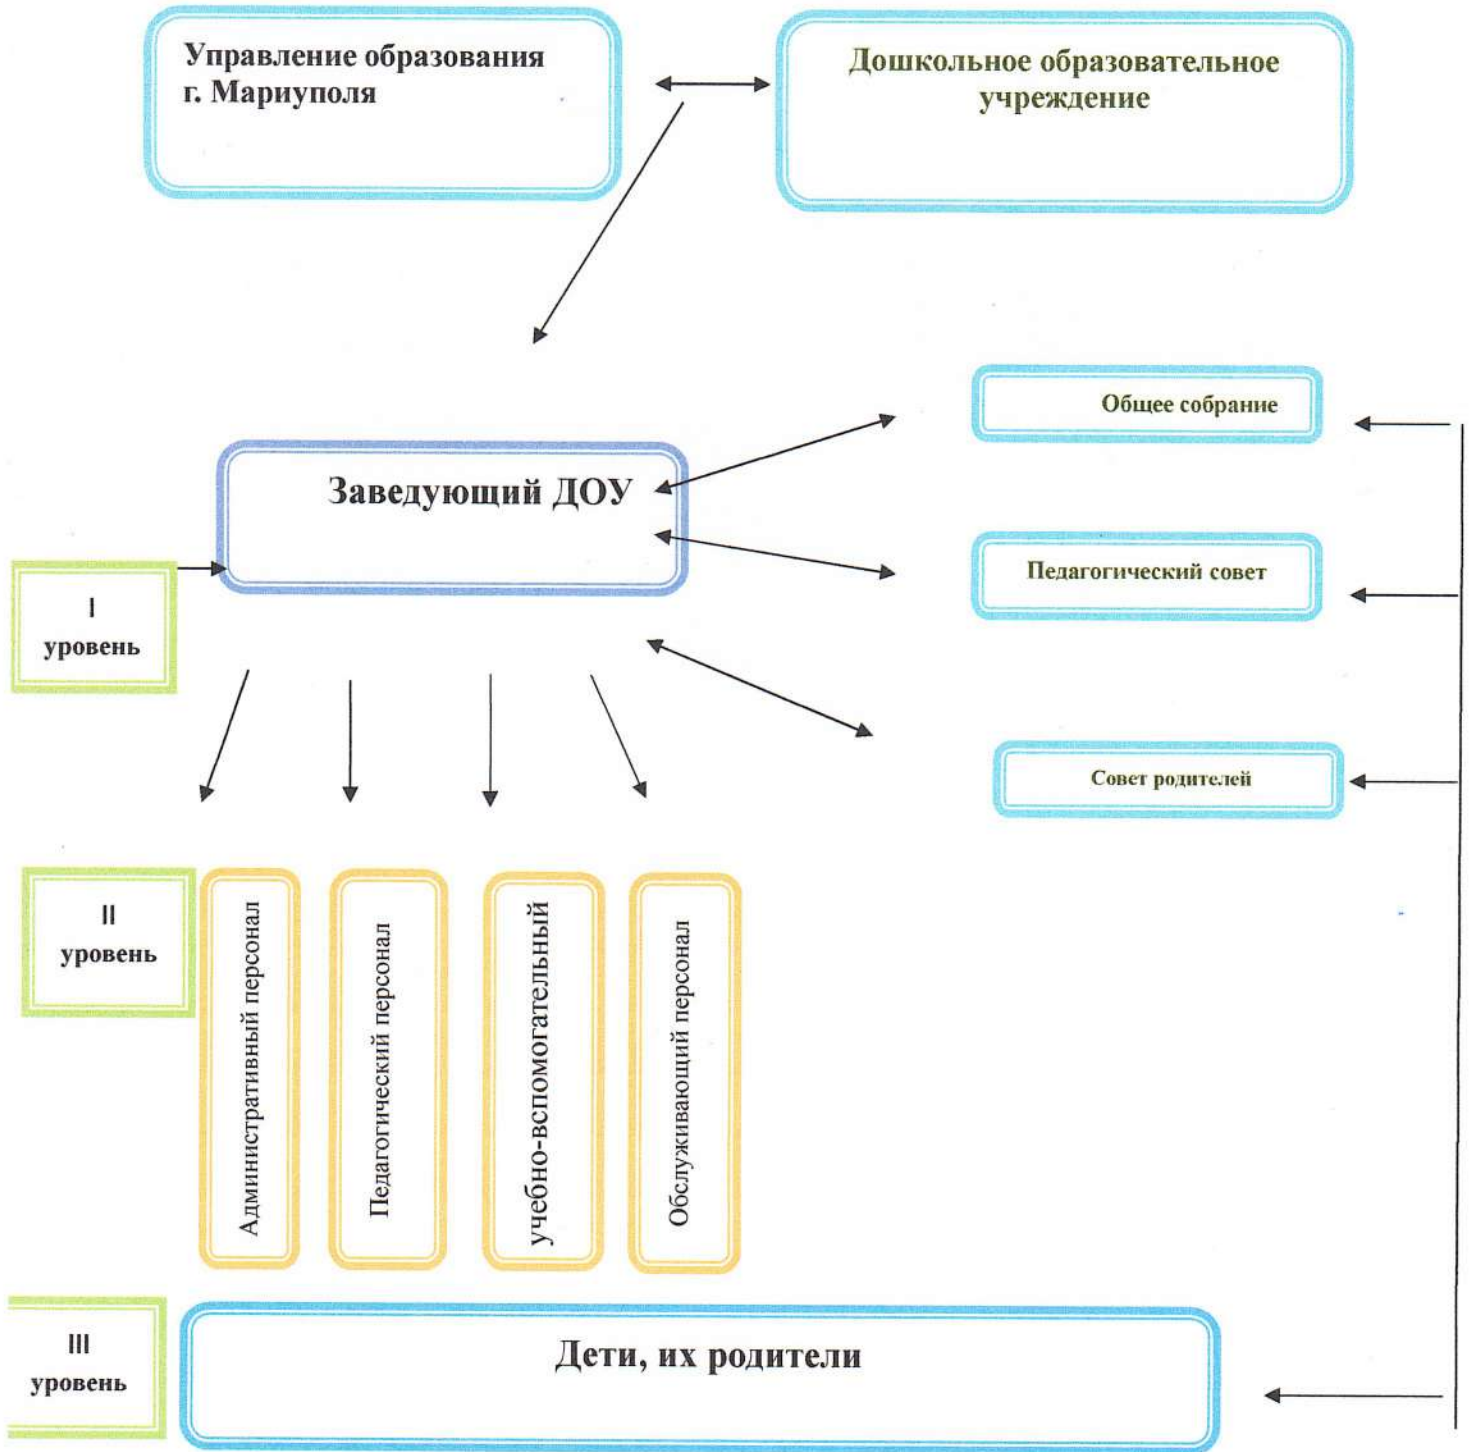 Управление образования
г. Мариуполя
Дошкольное образовательное
учреждение
Общее собрание
Заведующий ДОУ
Педагогический совет
I
уровень
Совет родителей
II
уровень
Административный персонал
Педагогический персонал
учебно-вспомогательный
Обслуживающий персонал
III
уровень
Дети, их родители